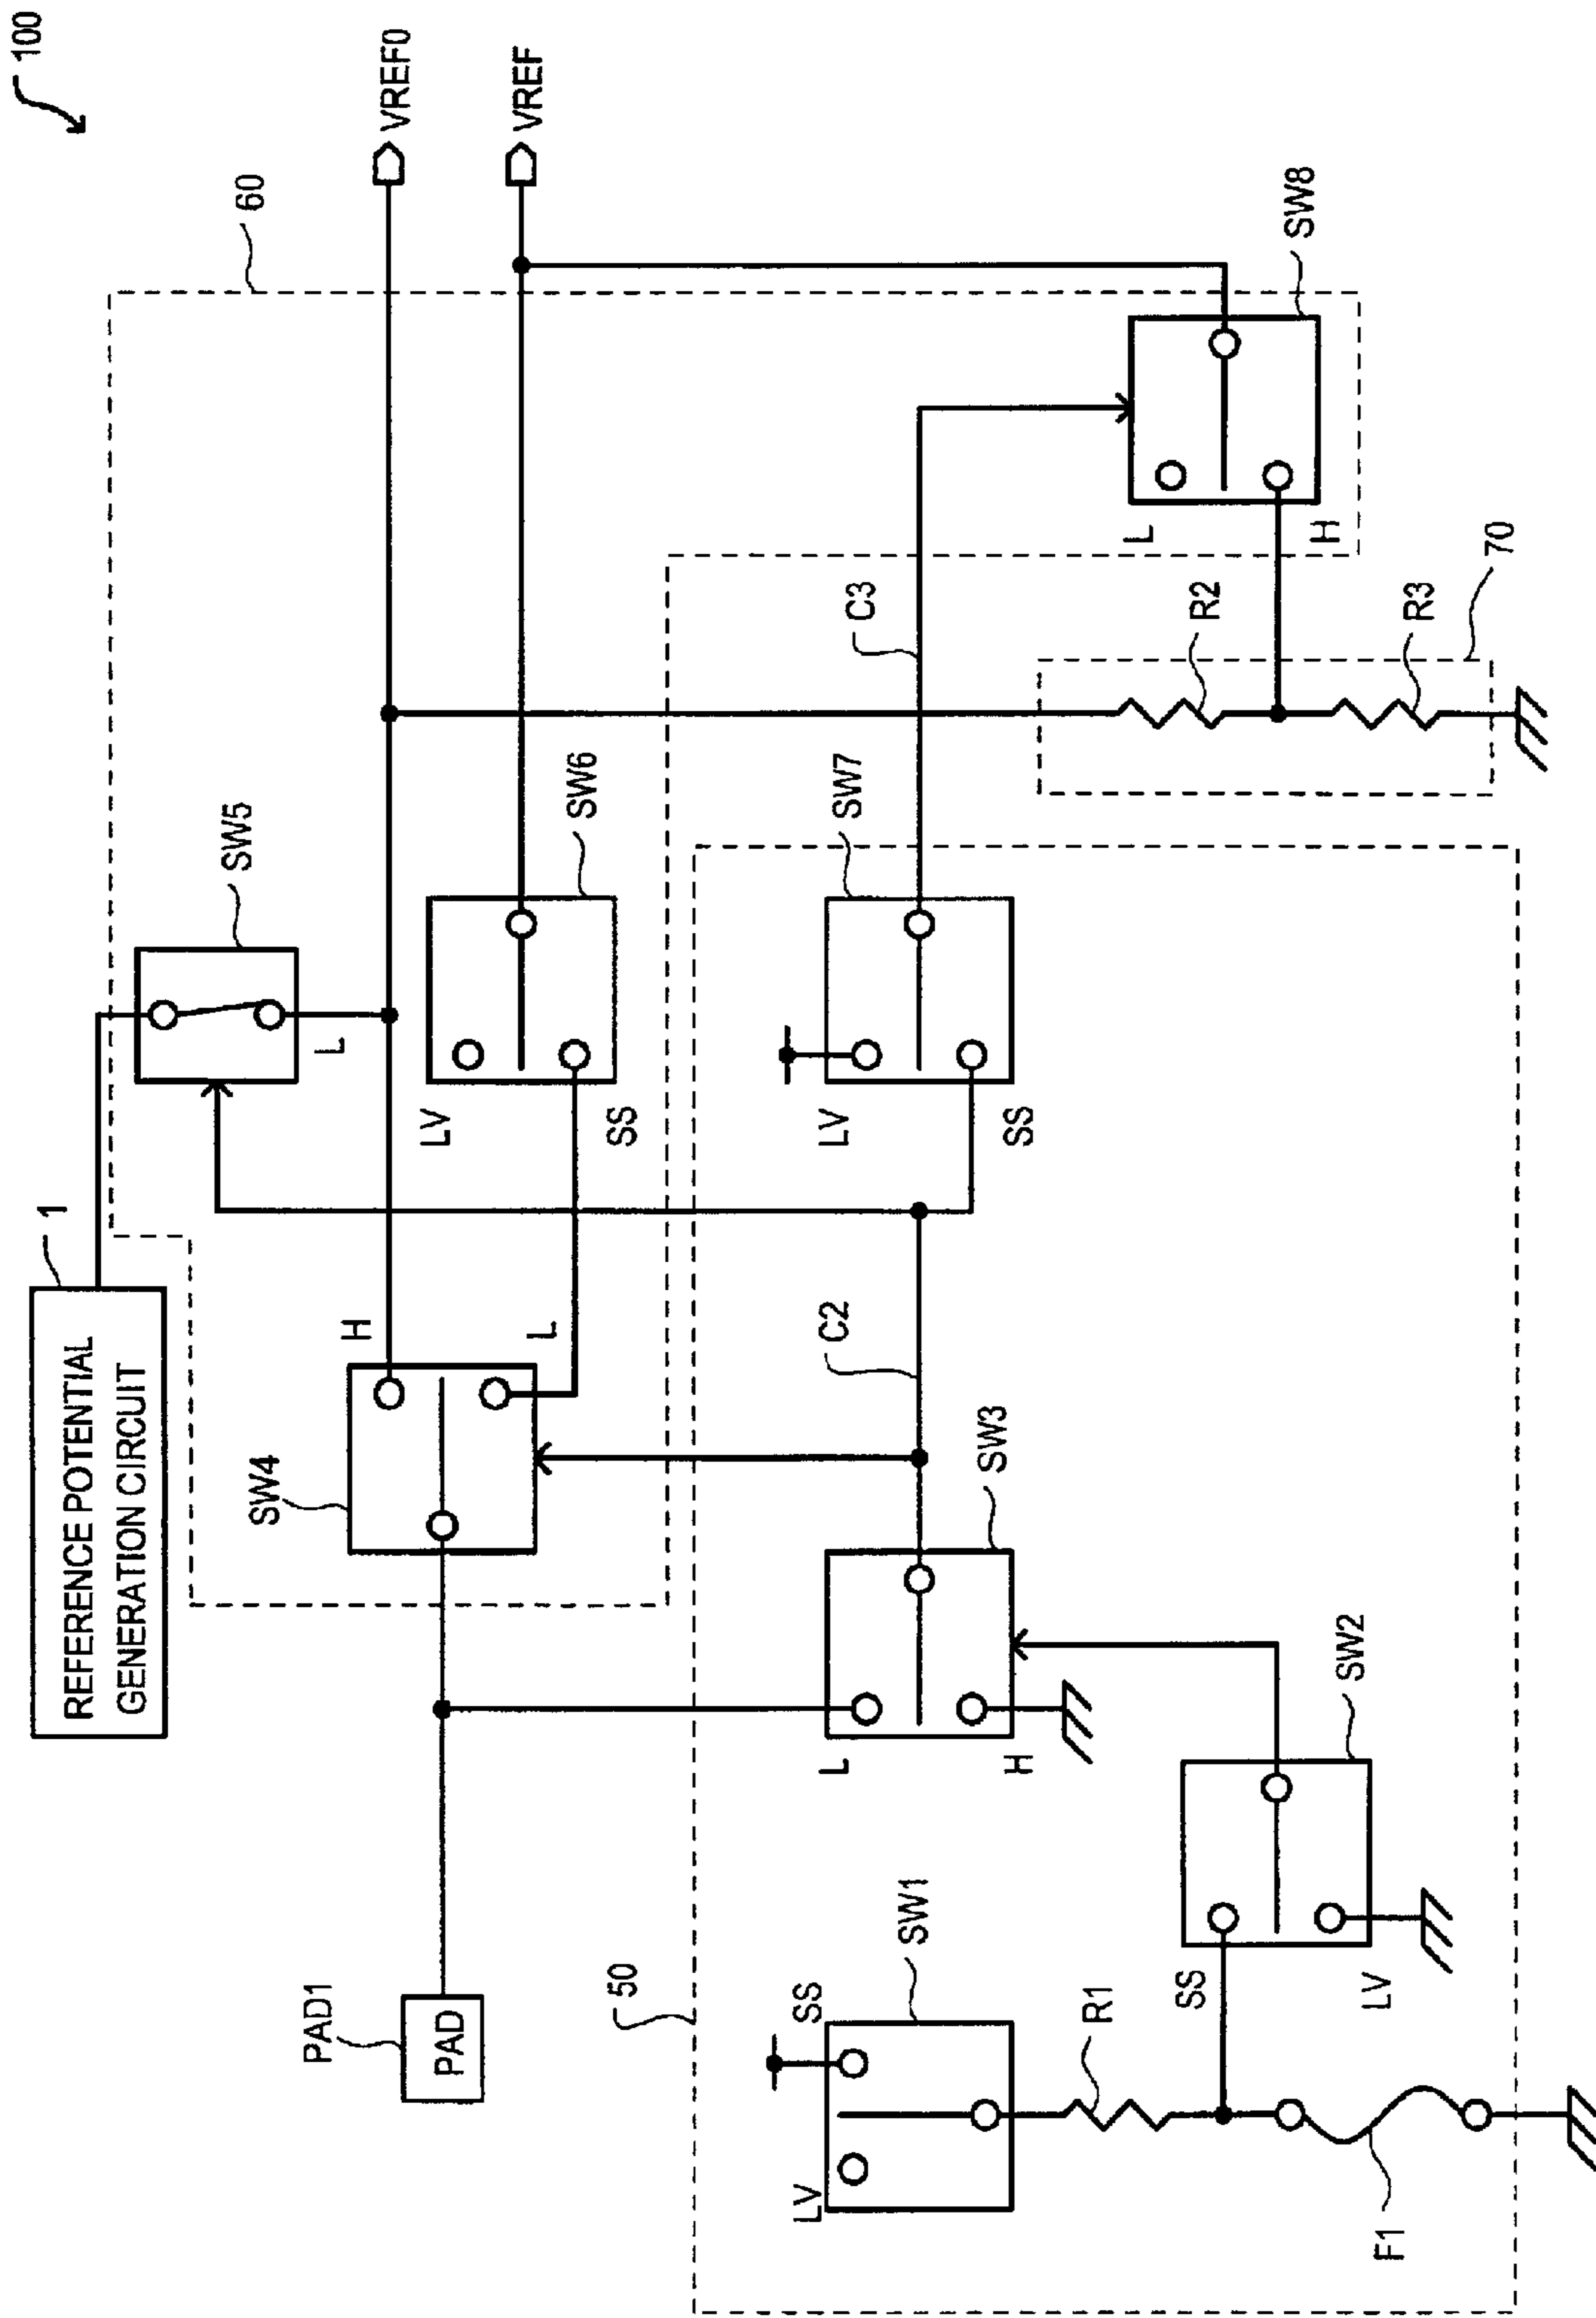 100
REFERENCE POTENTIAL
GENERATION CIRCUIT
1
60
VREF0
VREF
SW5
L
H
SW4
L
LV
SS
SW6
PAD1
PAD
50
C2
LV
SS
SW7
C3
L
H
SW8
L
H
SW3
SS
LV
SW1
R1
SS
LV
SW2
F1
R2
R3
70